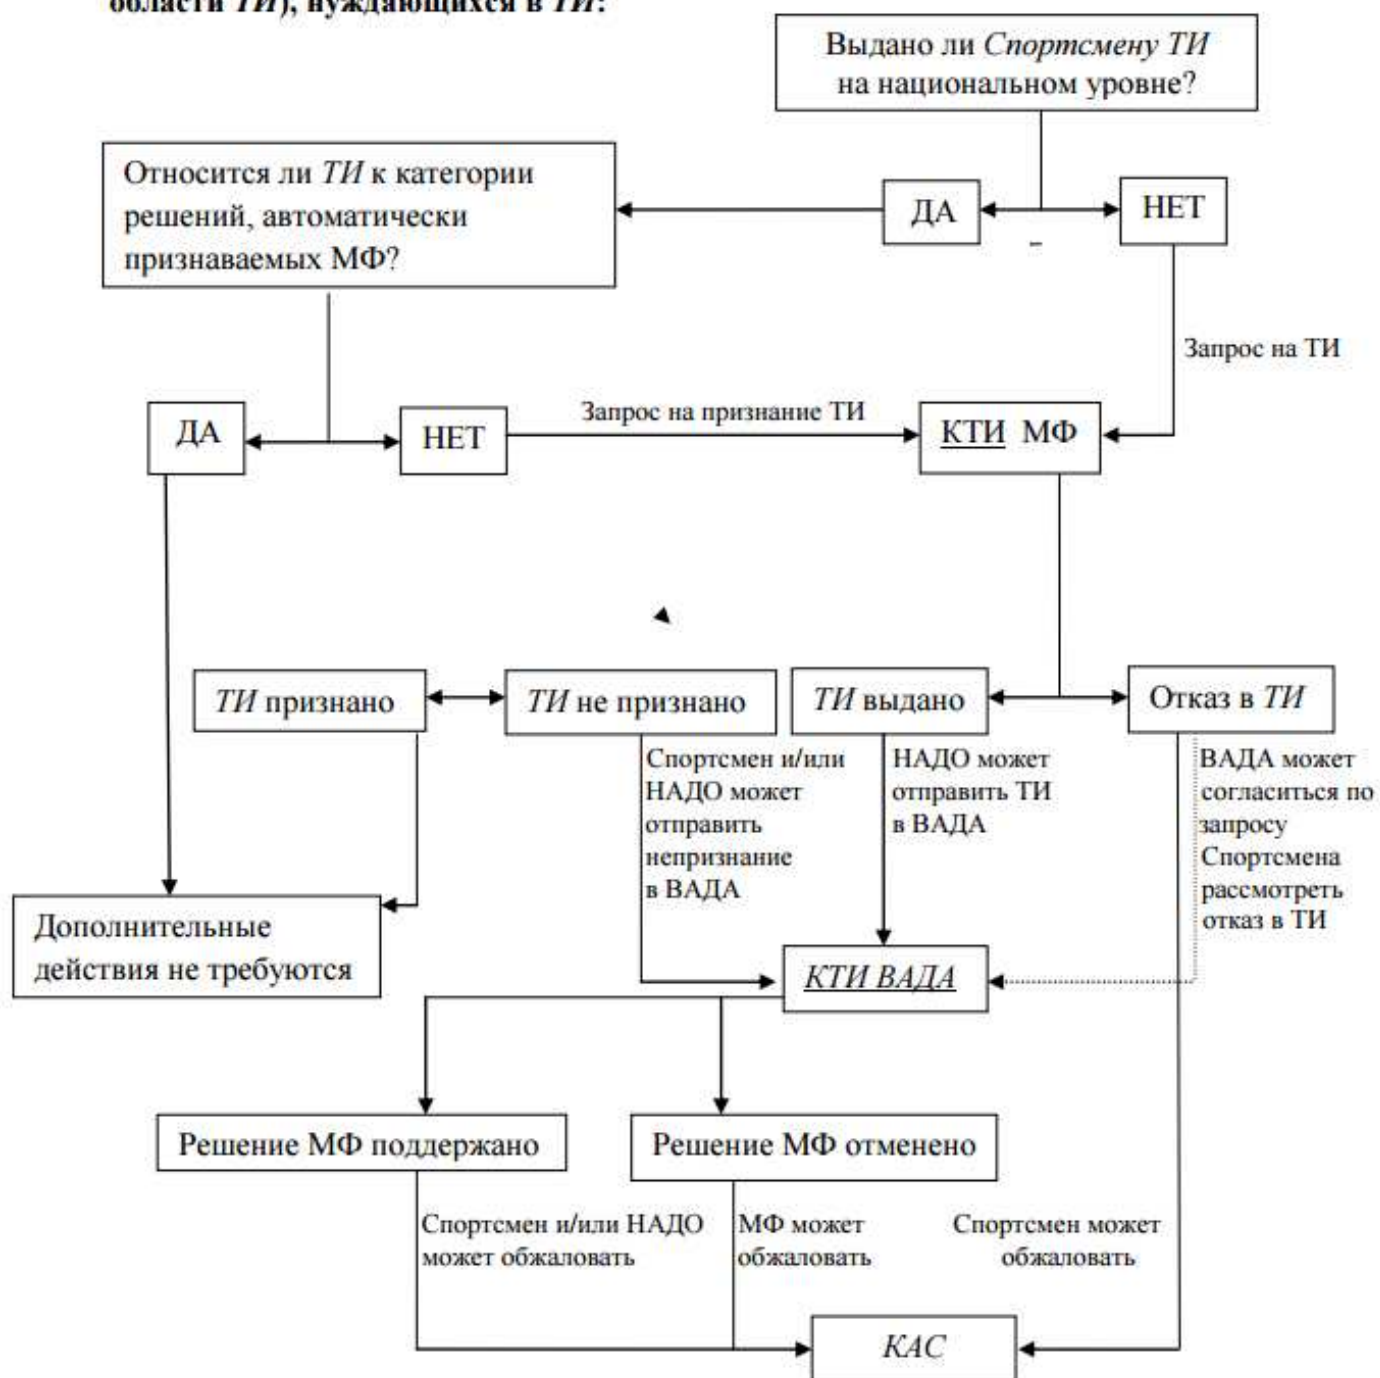 области ТИ), нуждающихся в ТИ:
Выдано ли Спортсмену ТИ
на национальном уровне?
Относится ли ТИ к категории
решений, автоматически
признаваемых МФ?
ДА
НЕТ
Запрос на ТИ
ДА
НЕТ
Запрос на признание ТИ
КТИ МФ
ТИ признано
ТИ не признано
ТИ выдано
Отказ в ТИ
Спортсмен и/или
НАДО может
отправить
непризнание
в ВАДА
НАДО может
отправить ТИ
в ВАДА
ВАДА может
согласиться по
запросу
Спортсмена
рассмотреть
отказ в ТИ
Дополнительные
действия не требуются
КТИ ВАДА
Решение МФ поддержано
Решение МФ отменено
Спортсмен и/или НАДО
может обжаловать
МФ может
обжаловать
Спортсмен может
обжаловать
КАС